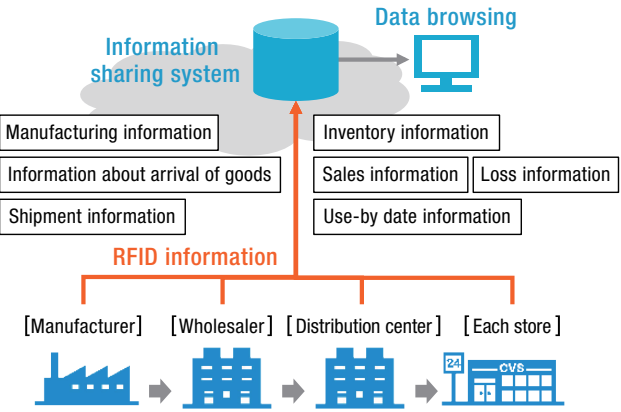 Data browsing
Information
sharing system
Manufacturing information
Inventory information
Information about arrival of goods
Sales information
Loss information
Shipment information
Use-by date information
RFID information
[Manufacturer]
[Wholesaler]
[Distribution center]
[Each store]
24
CVS